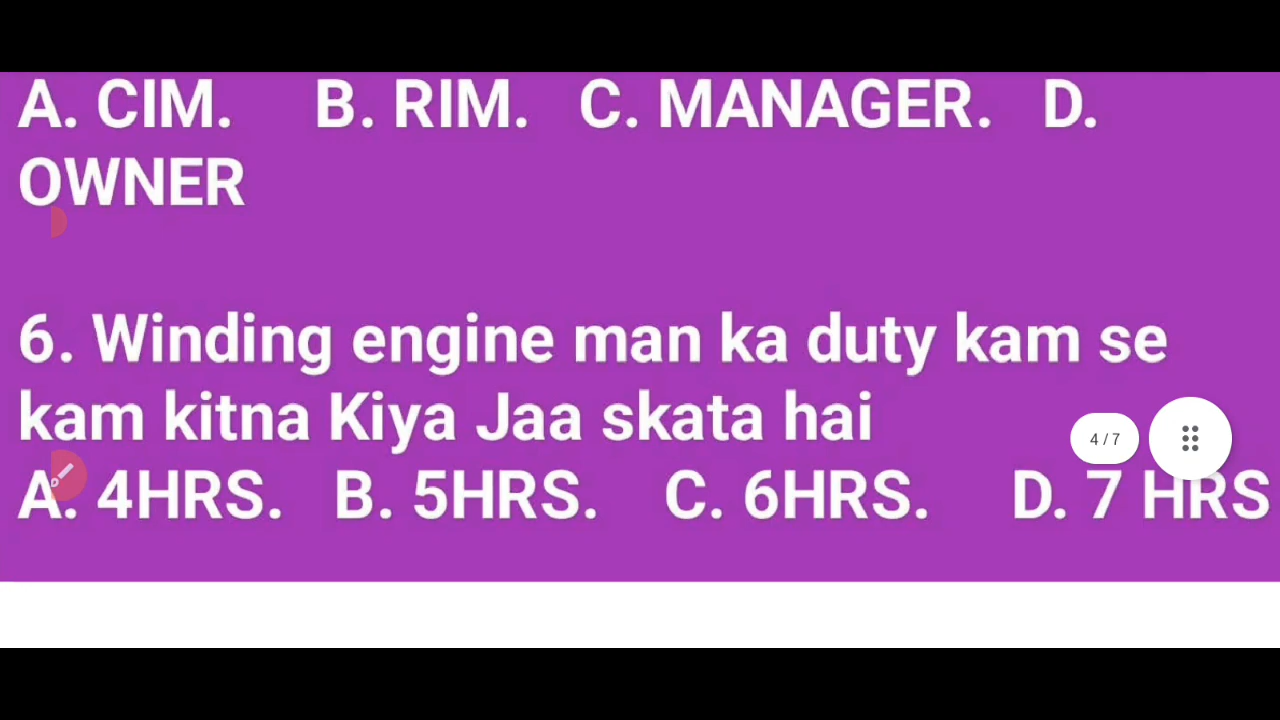 A. CIM. B. RIM. C. MANAGER. D.
OWNER
6. Winding engine man ka duty kam se
kam kitna Kiya Jaa skata hai
4 / 7
A. 4HRS. B. 5HRS. C. 6HRS. D. 7 HRS